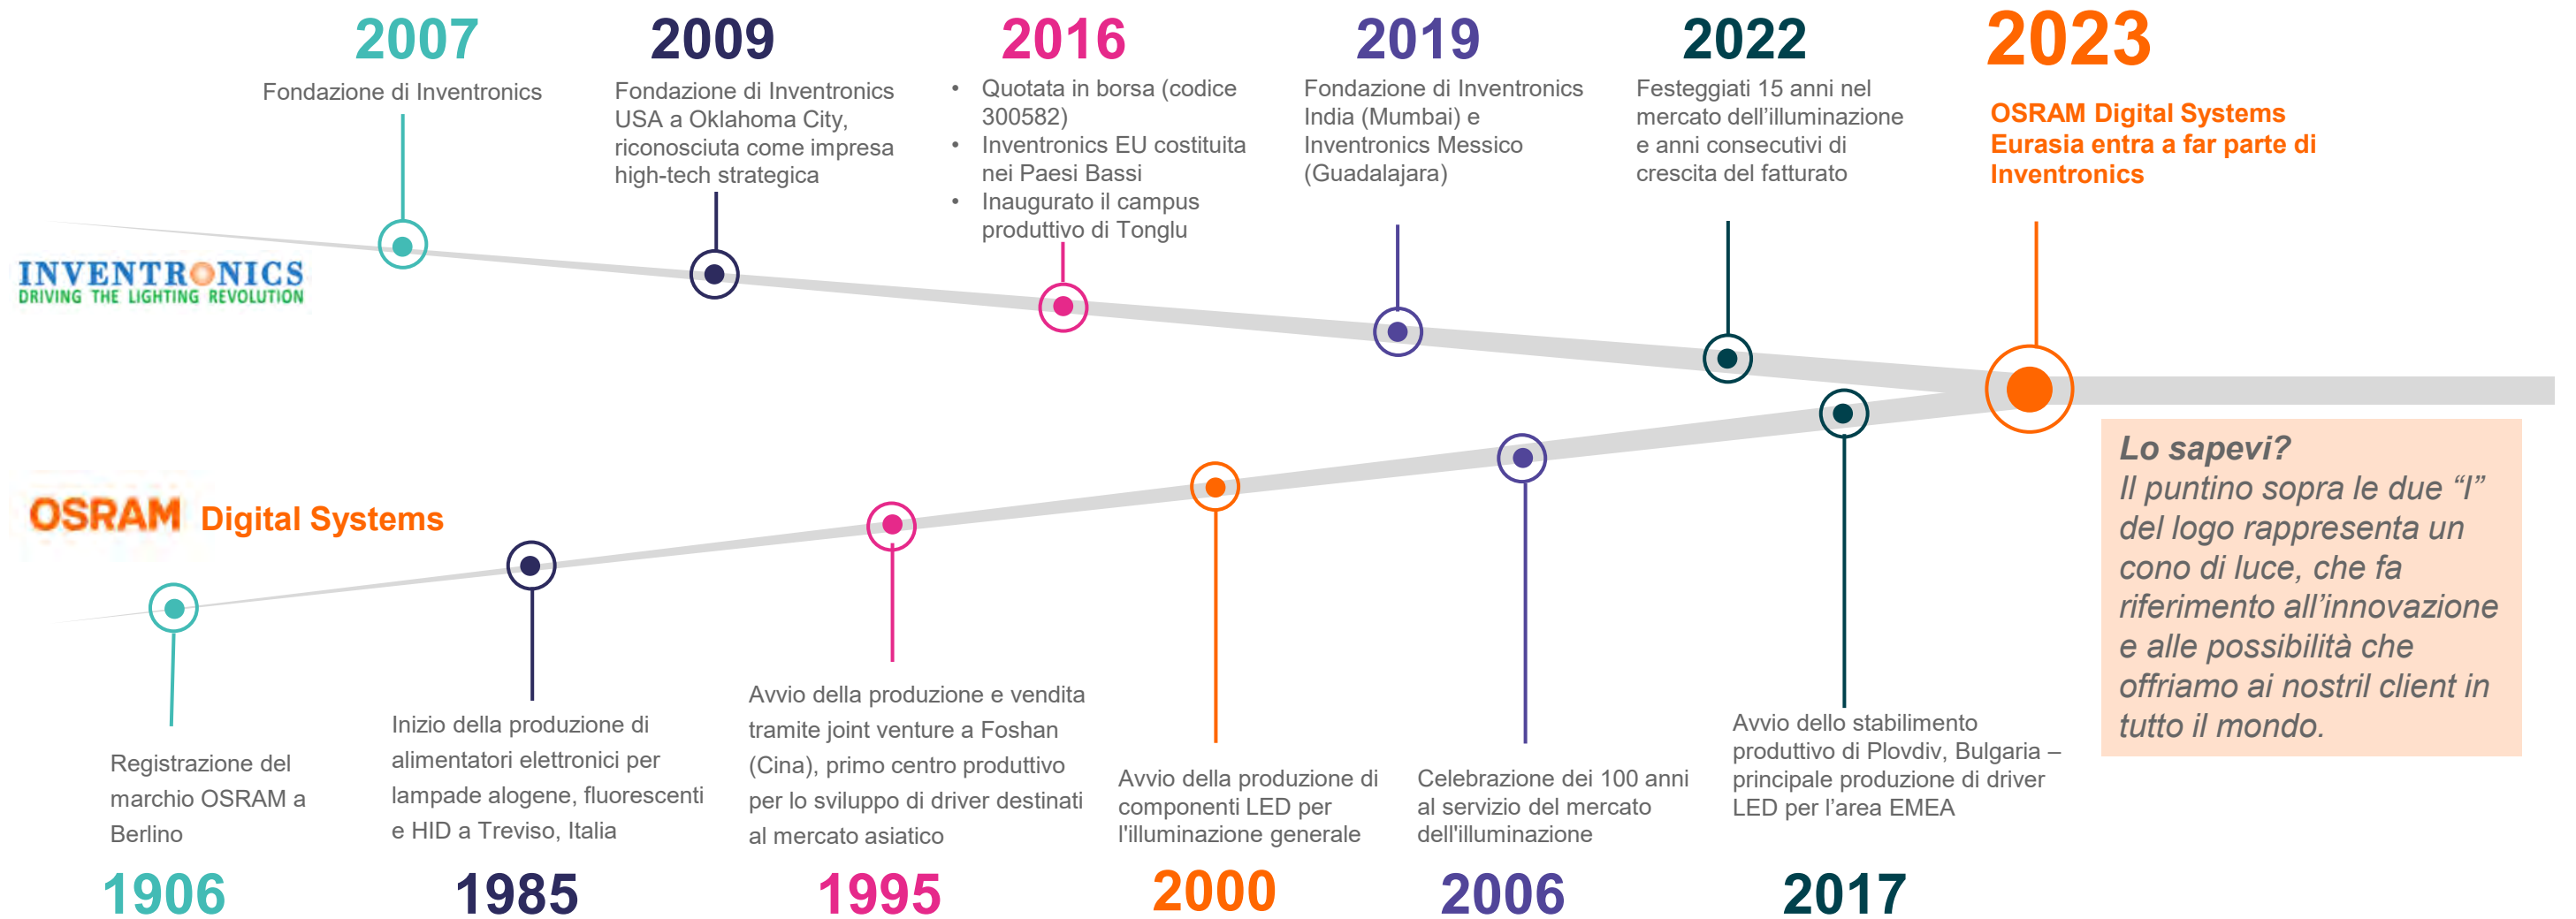 2007
Fondazione di Inventronics
2009
Fondazione di Inventronics
USA a Oklahoma City,
riconosciuta come impresa
high-tech strategica
2016
• Quotata in borsa (codice
300582)
• Inventronics EU costituita
nei Paesi Bassi
• Inaugurato il campus
produttivo di Tonglu
2019
Fondazione di Inventronics
India (Mumbai) e
Inventronics Messico
(Guadalajara)
2022
Festeggiati 15 anni nel
mercato dell’illuminazione
e anni consecutivi di
crescita del fatturato
2023
OSRAM Digital Systems
Eurasia entra a far parte di
Inventronics
INVENTRONICS
DRIVING THE LIGHTING REVOLUTION
OSRAM Digital Systems
Registrazione del
marchio OSRAM a
Berlino
1906
Inizio della produzione di
alimentatori elettronici per
lampade alogene, fluorescenti
e HID a Treviso, Italia
1985
Avvio della produzione e vendita
tramite joint venture a Foshan
(Cina), primo centro produttivo
per lo sviluppo di driver destinati
al mercato asiatico
1995
Avvio della produzione di
componenti LED per
l'illuminazione generale
2000
Celebrazione dei 100 anni
al servizio del mercato
dell'illuminazione
2006
Avvio dello stabilimento
produttivo di Plovdiv, Bulgaria –
principale produzione di driver
LED per l’area EMEA
2017
Lo sapevi?
Il puntino sopra le due “I”
del logo rappresenta un
cono di luce, che fa
riferimento all’innovazione
e alle possibilità che
offriamo ai nostril client in
tutto il mondo.